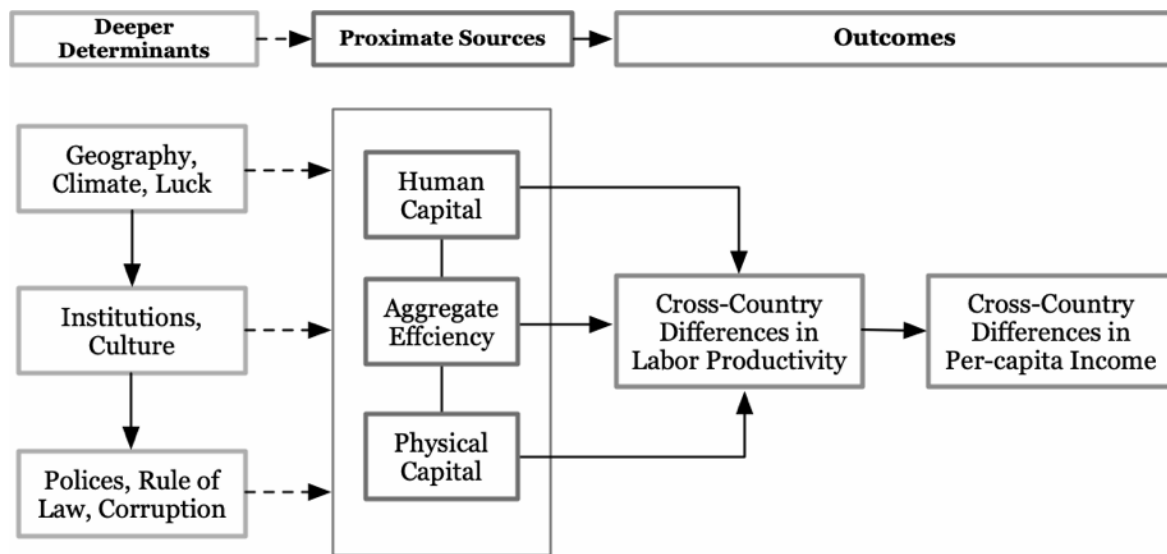 Deeper
Determinants
Proximate Sources
Outcomes
Geography,
Climate, Luck
Human
Capital
Institutions,
Culture
Aggregate
Effciency
Cross-Country
Differences in
Labor Productivity
Cross-Country
Differences in
Per-capita Income
Polices, Rule of
Law, Corruption
Physical
Capital